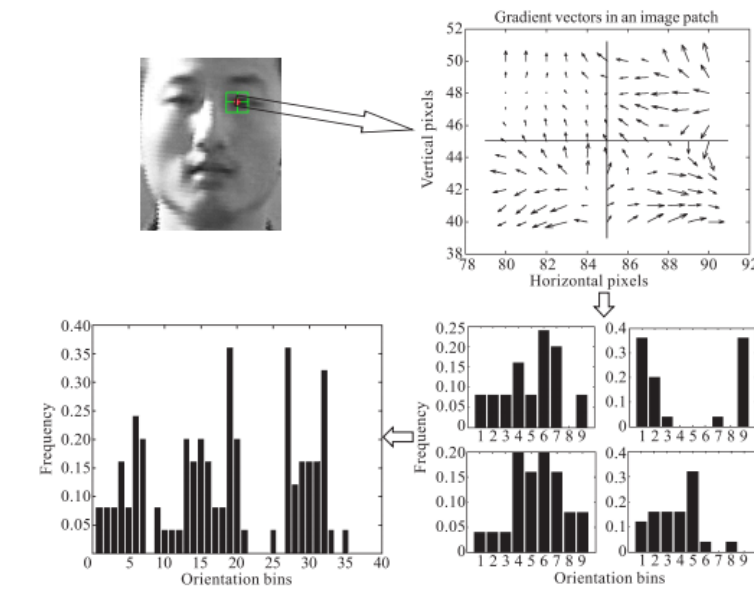 Gradient vectors in an image patch
52
50
48
46
44
42
40
38
Vertical pixels
78 80 82 84 86 88 90 92
Horizontal pixels
0.40
0.35
0.30
0.25
0.20
0.15
0.10
0.05
Frequency
0 5 10 15 20 25 30 35 40
Orientation bins
0.25
0.20
0.15
0.10
0.05
0
1 2 3 4 5 6 7 8 9
0.4
0.3
0.2
0.1
0
1 2 3 4 5 6 7 8 9
Frequency
0.20
0.15
0.10
0.05
0
1 2 3 4 5 6 7 8 9
0.4
0.3
0.2
0.1
0
1 2 3 4 5 6 7 8 9
Orientation bins